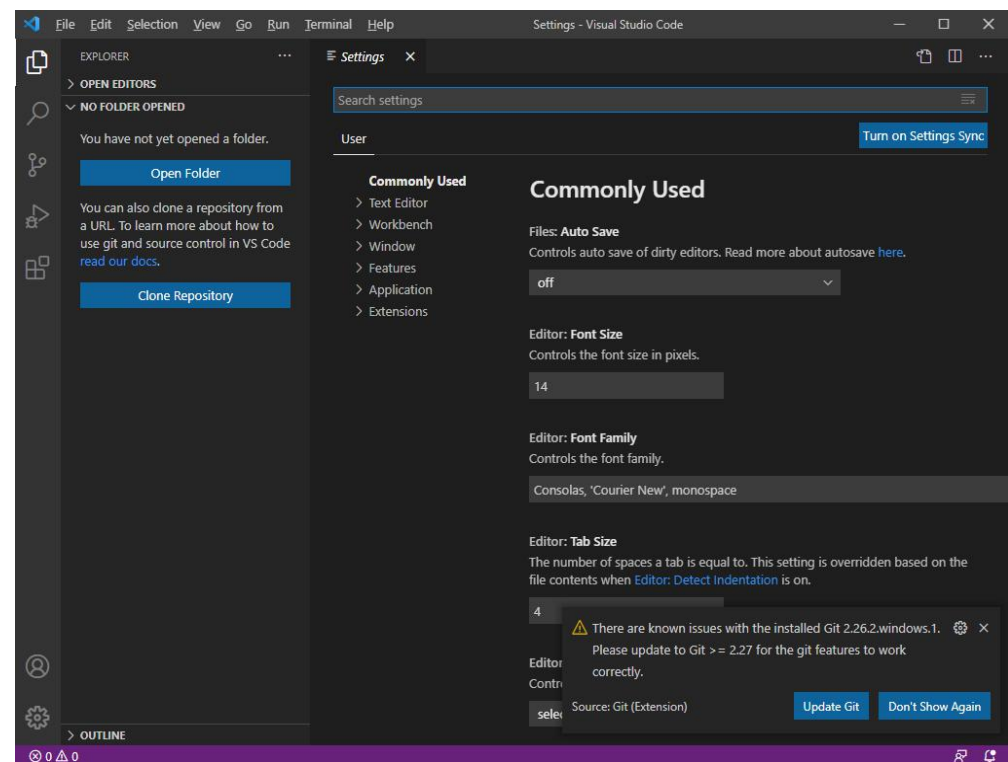 File Edit Selection View Go Run Terminal Help
Settings - Visual Studio Code
EXPLORER
OPEN EDITORS
NO FOLDER OPENED
You have not yet opened a folder.
Open Folder
You can also clone a repository from
a URL. To learn more about how to
use git and source control in VS Code
read our docs.
Clone Repository
OUTLINE
Settings
Search settings
User
Turn on Settings Sync
Commonly Used
Text Editor
Workbench
Window
Features
Application
Extensions
Commonly Used
Files: Auto Save
Controls auto save of dirty editors. Read more about autosave here.
off
Editor: Font Size
Controls the font size in pixels.
14
Editor: Font Family
Controls the font family.
Consolas, 'Courier New', monospace
Editor: Tab Size
The number of spaces a tab is equal to. This setting is overridden based on the
file contents when Editor: Detect Indentation is on.
4
There are known issues with the installed Git 2.26.2.windows.1.
Please update to Git >= 2.27 for the git features to work
correctly.
Source: Git (Extension)
Update Git
Don't Show Again
0 0